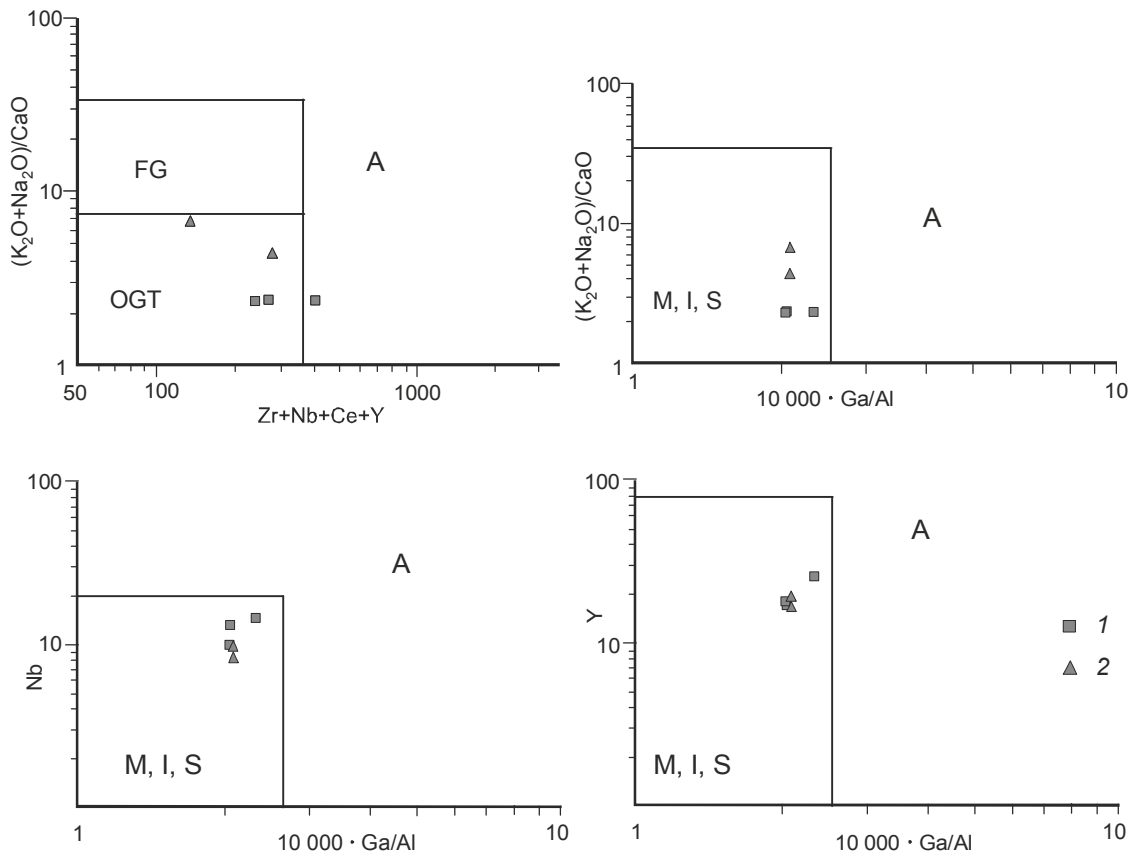 100
(K₂O+Na₂O)/CaO
10
1
FG
OGT
A
50
100
1000
Zr+Nb+Ce+Y
100
(K₂O+Na₂O)/CaO
10
1
A
M, I, S
1
10 000 · Ga/Al
10
100
Nb
10
A
M, I, S
1
10 000 · Ga/Al
10
100
Y
10
A
M, I, S
1
10 000 · Ga/Al
10
1
2